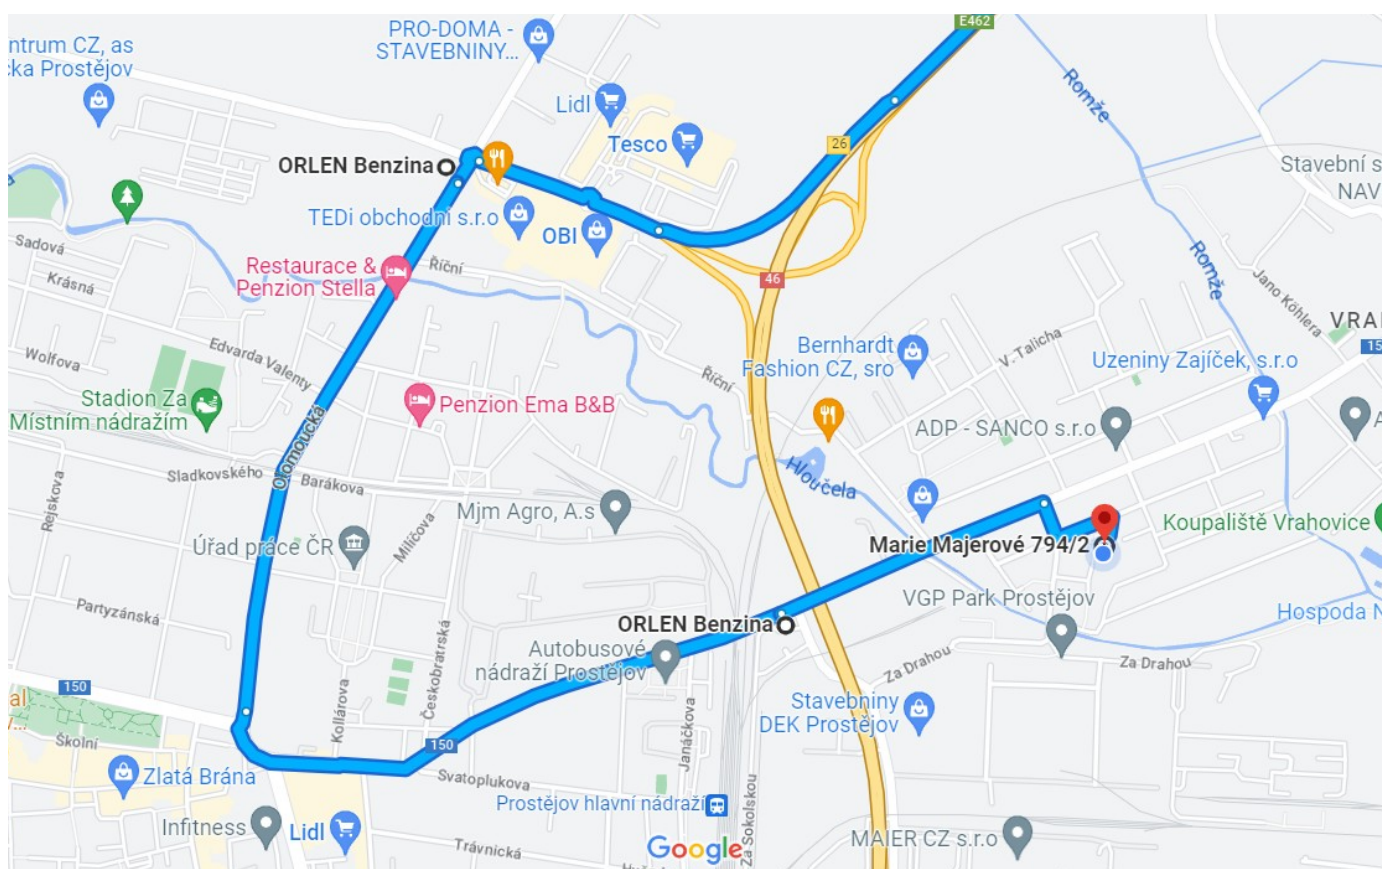 E462
PRO-DOMA -
STAVEBNINY...
ntrum CZ, as
cka Prostějov
Romže
Lidl
Tesco
26
ORLEN Benzina
Stavební s
NAV
TEDi obchodní s.r.o
OBI
Sadová
Krásná
Restaurace &
Penzion Stella
Říční
46
Romže
Jano Köhlera
VRA
15
Wolfova
Edvarda Valenty
Říční
Bernhardt
Fashion CZ, sro
V. Talicha
Uzeniny Zajíček, s.r.o
Stadion Za
Místním nádražím
Penzion Ema B&B
Olomoucká
ADP - SANCO s.r.o
A
Sladkovského
Barákova
Hloučela
Rejskova
Mjm Agro, A.s
Koupaliště Vrahovice
Úřad práce ČR
Miličova
Marie Majerové 794/2
Partyzánská
VGP Park Prostějov
Hospoda N
ORLEN Benzina
Českobratrská
Autobusové
nádraží Prostějov
Za Drahou
Za Drahou
150
al
Kollárova
Janáčkova
Stavebniny
DEK Prostějov
Školní
150
Zlatá Brána
Svatoplukova
Prostějov hlavní nádraží
Za Sokolskou
Infitness
Lidl
Trávnická
Google
MAIER CZ s.r.o